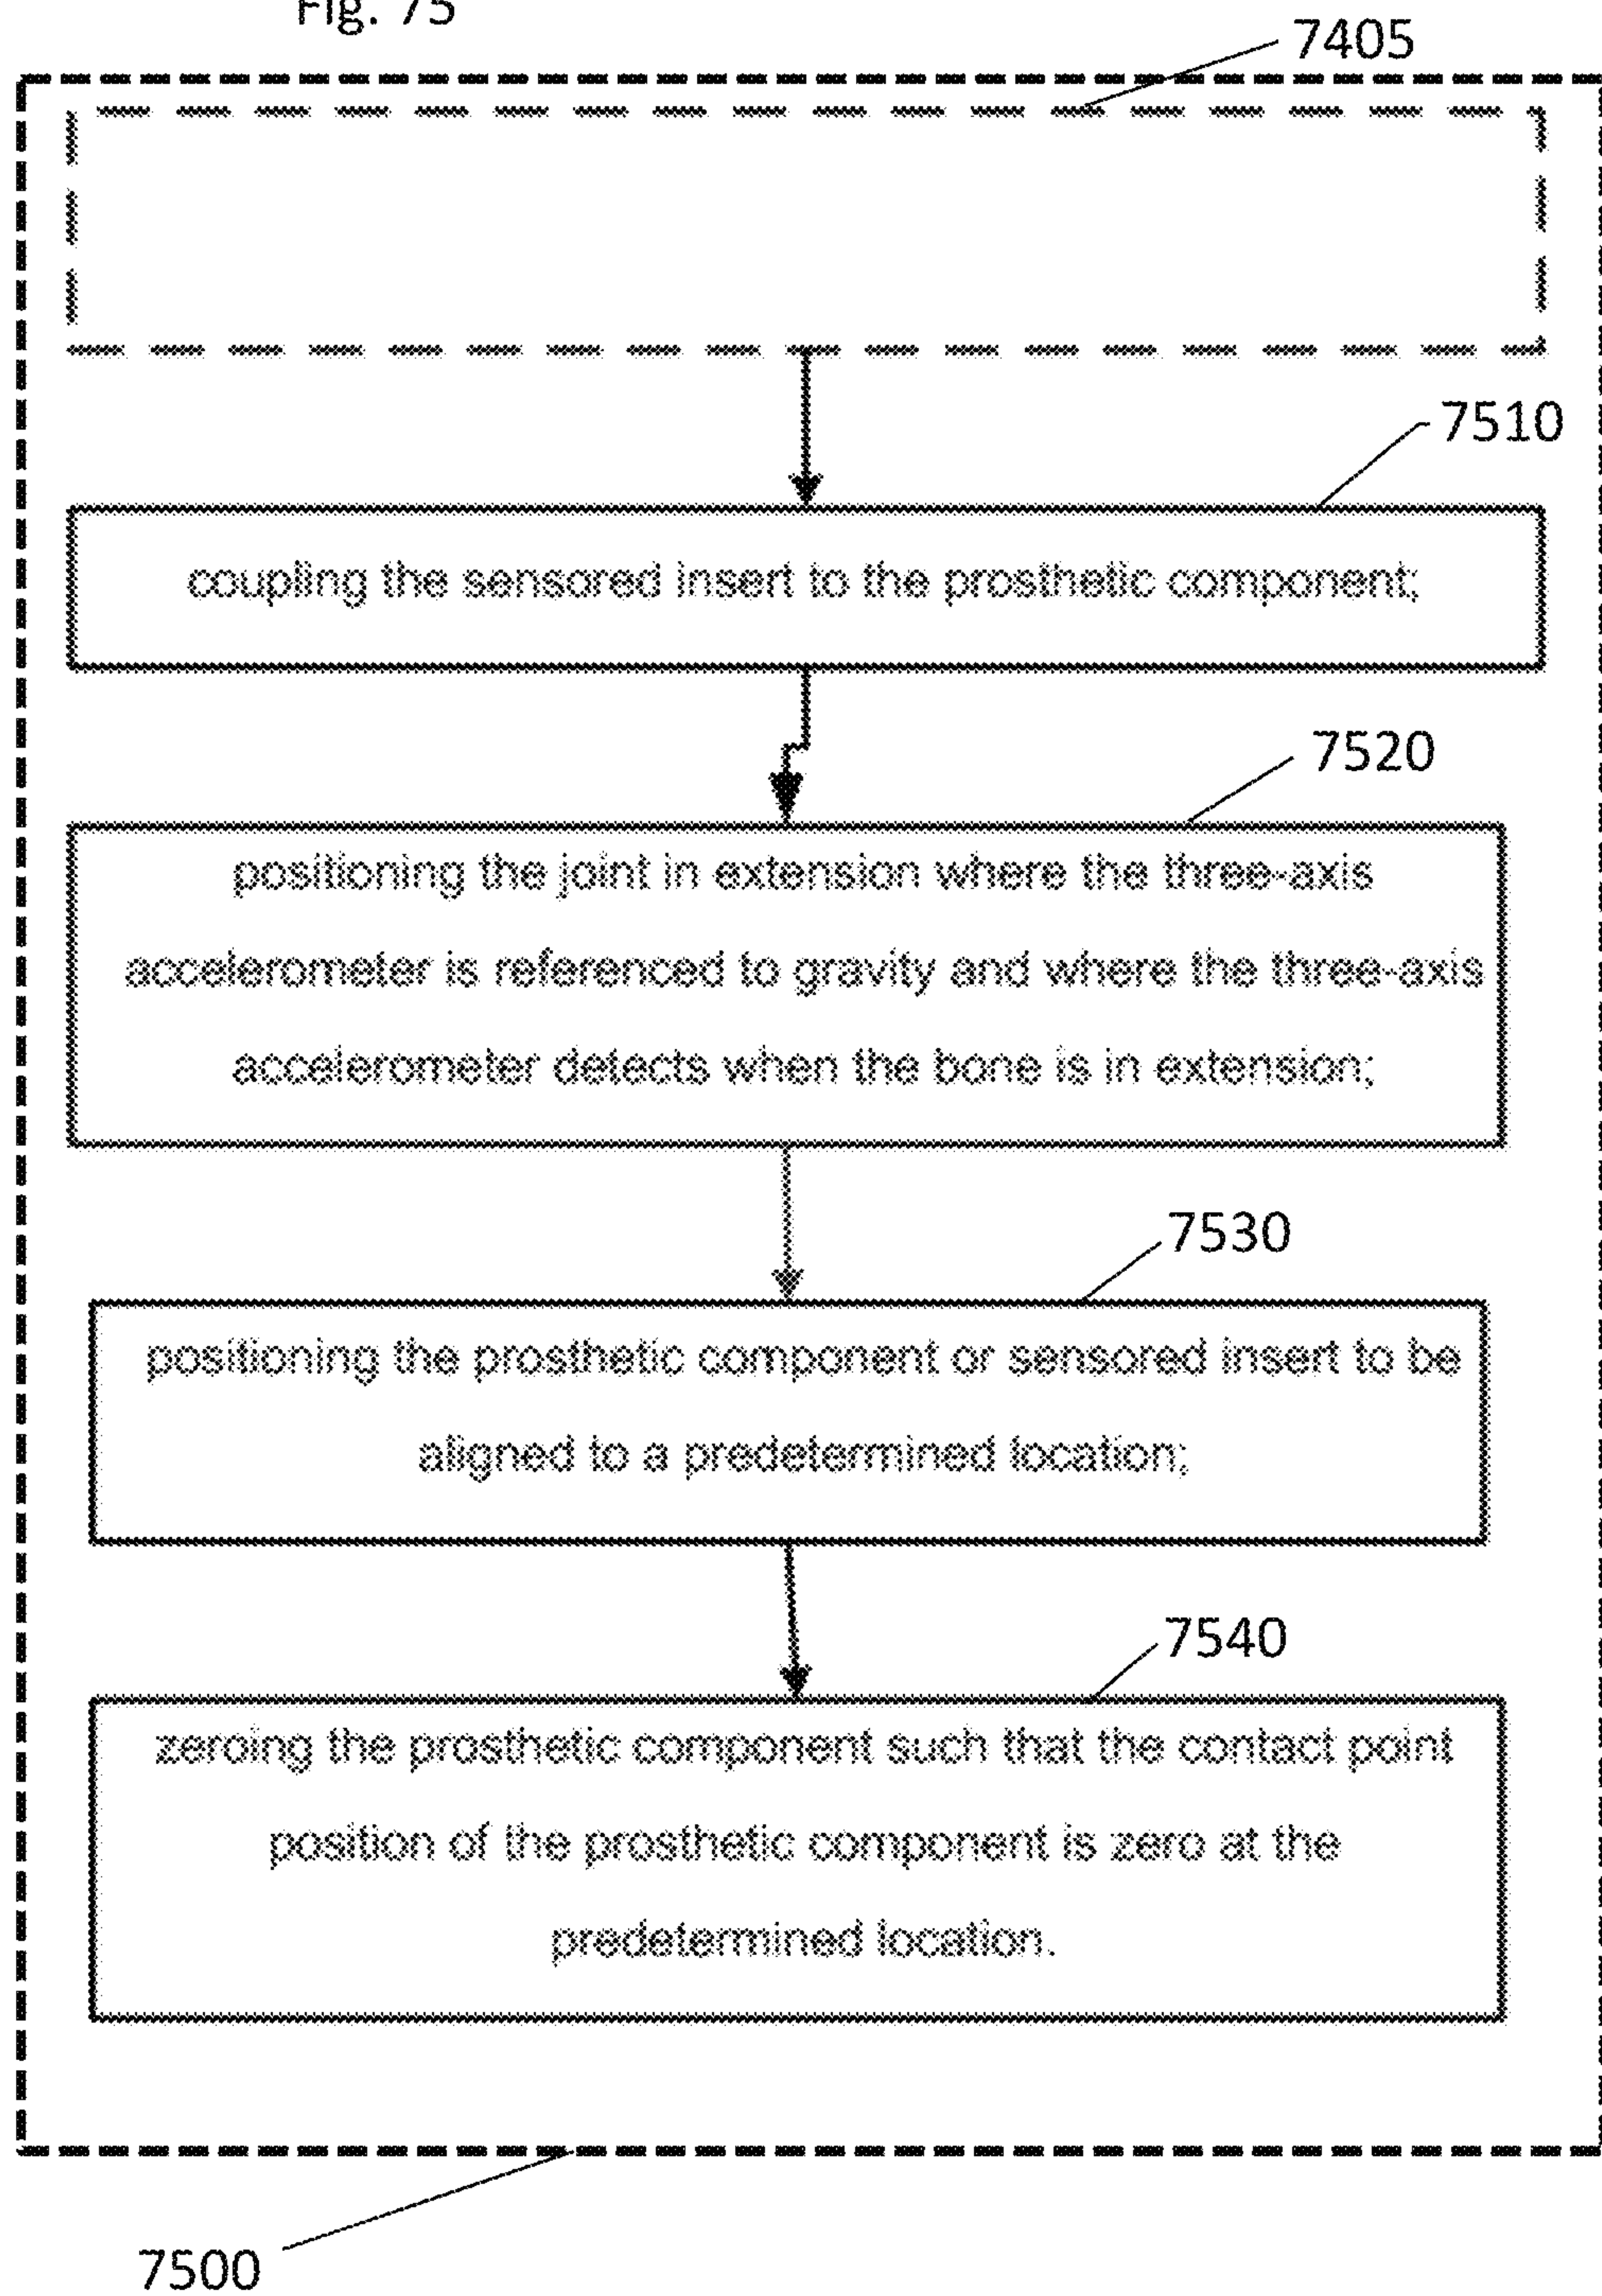 Fig. 75
7405
7510
coupling the sensored insert to the prosthetic component;
7520
positioning the joint in extension where the three-axis
accelerometer is referenced to gravity and where the three-axis
accelerometer detects when the bone is in extension;
7530
positioning the prosthetic component or sensored insert to be
aligned to a predetermined location;
7540
zeroing the prosthetic component such that the contact point
position of the prosthetic component is zero at the
predetermined location.
7500